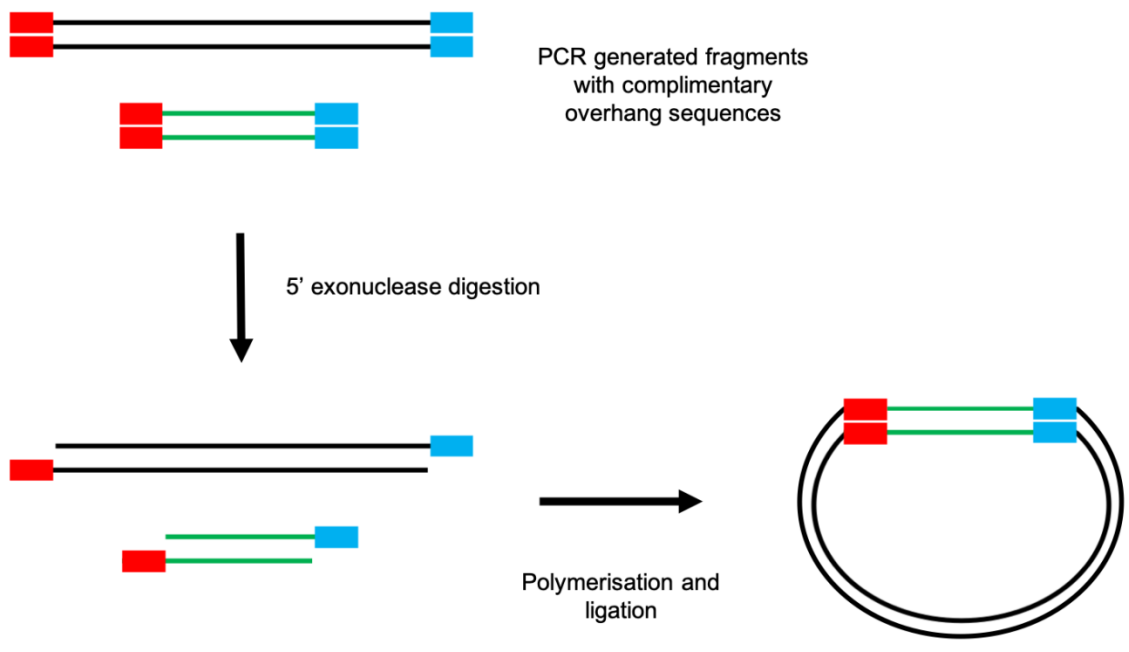 PCR generated fragments
with complimentary
overhang sequences
5’ exonuclease digestion
Polymerisation and
ligation